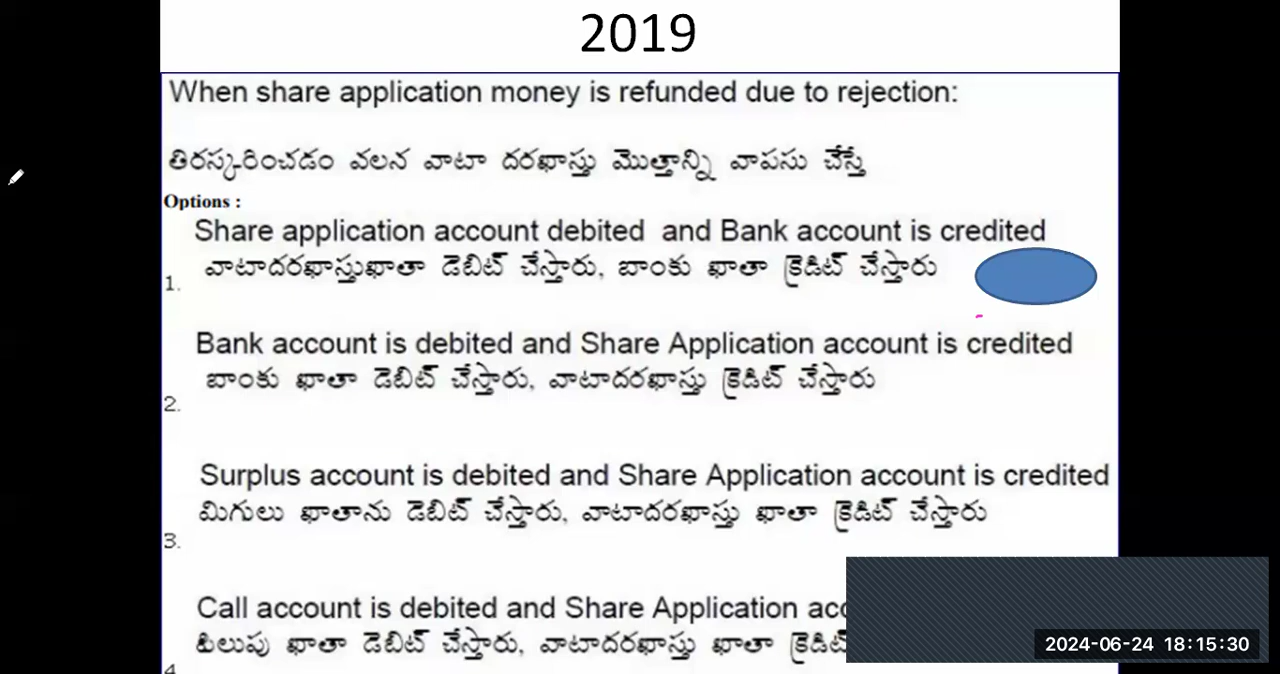 2019
When share application money is refunded due to rejection:
తిరస్కరించడం వలన వాటా దరఖాస్తు మొత్తాన్ని వాపసు చేస్తే
Options :
Share application account debited and Bank account is credited
వాటాదరఖాస్తుఖాతా డెబిట్ చేస్తారు, బాంకు ఖాతా క్రెడిట్ చేస్తారు
1.
Bank account is debited and Share Application account is credited
బాంకు ఖాతా డెబిట్ చేస్తారు, వాటాదరఖాస్తు క్రెడిట్ చేస్తారు
2.
Surplus account is debited and Share Application account is credited
మిగులు ఖాతాను డెబిట్ చేస్తారు, వాటాదరఖాస్తు ఖాతా క్రెడిట్ చేస్తారు
3.
Call account is debited and Share Application
పిలుపు ఖాతా డెబిట్ చేస్తారు, వాటాదరఖాస్తు ఖాతా క్రెడిట్
4
2024-06-24 18:15:30